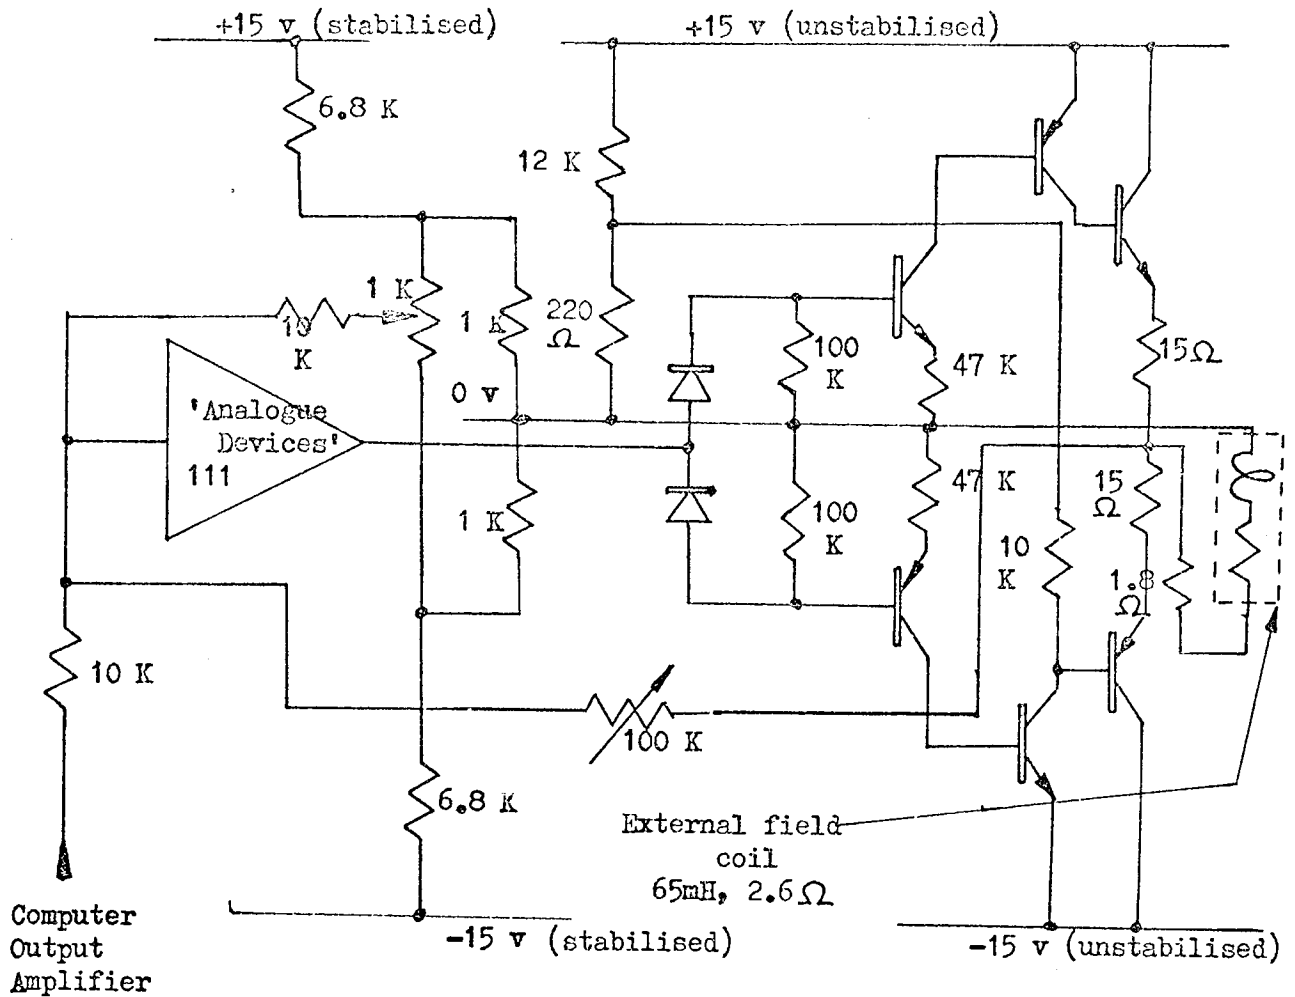 +15 v (stabilised)
+15 v (unstabilised)
6.8 K
12 K
1 K
10
K
1 K
220
Ω
100
K
47 K
15Ω
0 v
'Analogue
Devices'
111
1 K
100
K
47 K
15
Ω
10
K
1.8
Ω
10 K
100 K
6.8 K
External field
coil
65mH, 2.6Ω
Computer
Output
Amplifier
-15 v (stabilised)
-15 v (unstabilised)